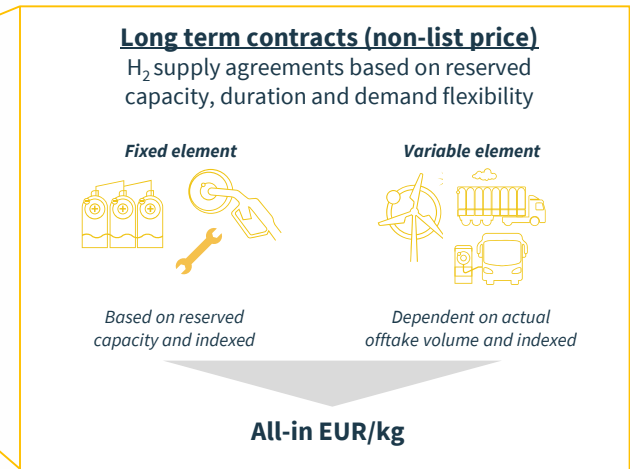 Long term contracts (non-list price)
H₂ supply agreements based on reserved
capacity, duration and demand flexibility
Fixed element
Variable element
Based on reserved
capacity and indexed
Dependent on actual
offtake volume and indexed
All-in EUR/kg